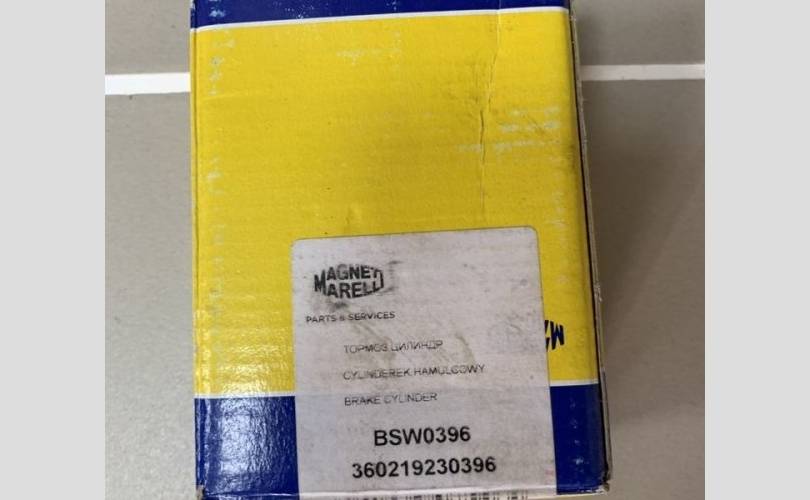 MAGNETI
MARELLI
PARTS & SERVICES
ТОРМОЗ.ЦИЛИНДР
CYLINDEREK HAMULCOWY
BRAKE CYLINDER
BSW0396
360219230396